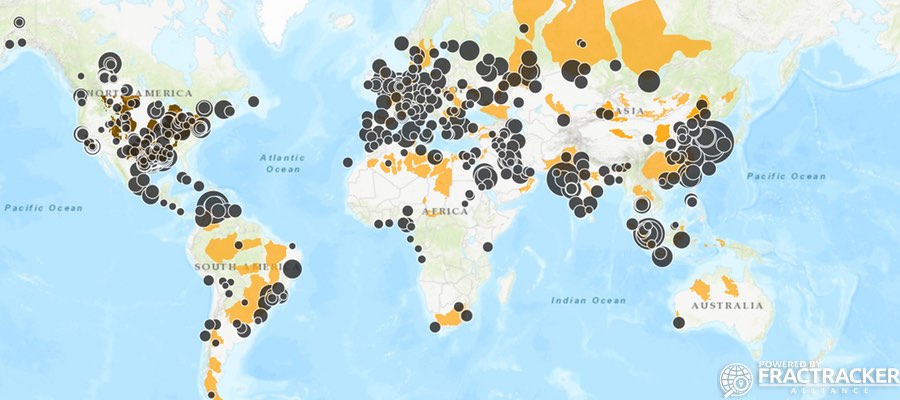 NORTH AMERICA
ASIA
Atlantic
Ocean
Pacific Ocean
Pacific Ocean
AFRICA
SOUTH AMERICA
Indian Ocean
AUSTRALIA
POWERED BY
FRACTRACKER
ALLIANCE